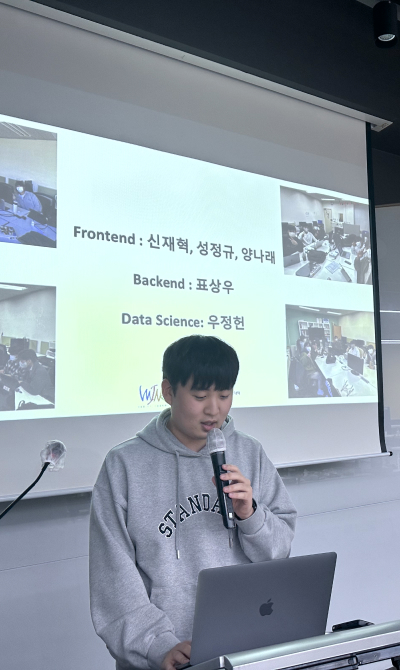 Frontend : 신재혁, 성정규, 양나래
Backend : 표상우
Data Science: 우정헌
STANDA